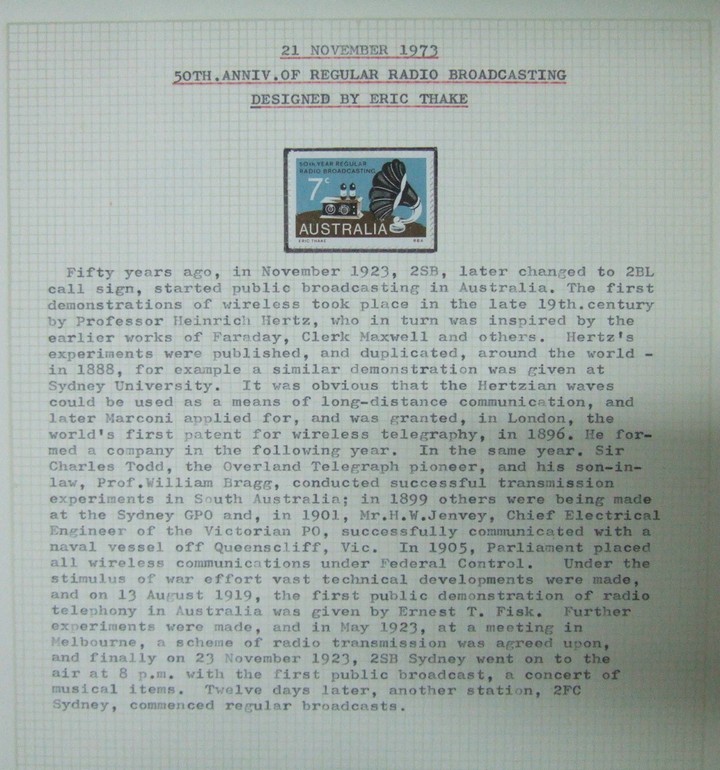 21 NOVEMBER 1973
50TH.ANNIV.OF REGULAR RADIO BROADCASTING
DESIGNED BY ERIC THAKE
50th YEAR REGULAR
RADIO BROADCASTING
7c
AUSTRALIA
ERIC THAKE RBA
Fifty years ago, in November 1923, 2SB, later changed to 2BL
call sign, started public broadcasting in Australia. The first
demonstrations of wireless took place in the late 19th.century
by Professor Heinrich Hertz, who in turn was inspired by the
earlier works of Faraday, Clerk Maxwell and others. Hertz's
experiments were published, and duplicated, around the world -
in 1888, for example a similar demonstration was given at
Sydney University. It was obvious that the Hertzian waves
could be used as a means of long-distance communication, and
later Marconi applied for, and was granted, in London, the
world's first patent for wireless telegraphy, in 1896. He for-
med a company in the following year. In the same year. Sir
Charles Todd, the Overland Telegraph pioneer, and his son-in-
law, Prof.William Bragg, conducted successful transmission
experiments in South Australia; in 1899 others were being made
at the Sydney GPO and, in 1901, Mr.H.W.Jenvey, Chief Electrical
Engineer of the Victorian PO, successfully communicated with a
naval vessel off Queenscliff, Vic. In 1905, Parliament placed
all wireless communications under Federal Control. Under the
stimulus of war effort vast technical developments were made,
and on 13 August 1919, the first public demonstration of radio
telephony in Australia was given by Ernest T. Fisk. Further
experiments were made, and in May 1923, at a meeting in
Melbourne, a scheme of radio transmission was agreed upon,
and finally on 23 November 1923, 2SB Sydney went on to the
air at 8 p.m. with the first public broadcast, a concert of
musical items. Twelve days later, another station, 2FC
Sydney, commenced regular broadcasts.